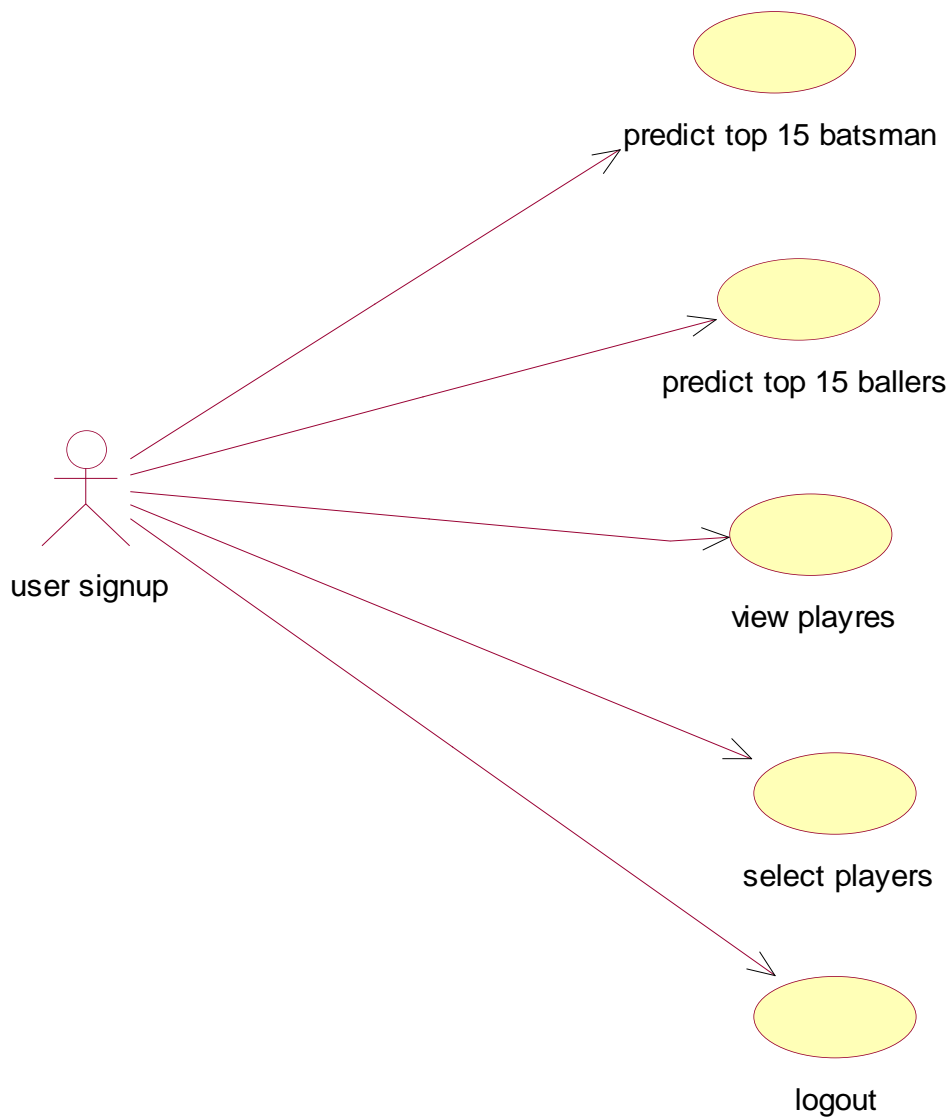 predict top 15 batsman
predict top 15 ballers
user signup
view playres
select players
logout